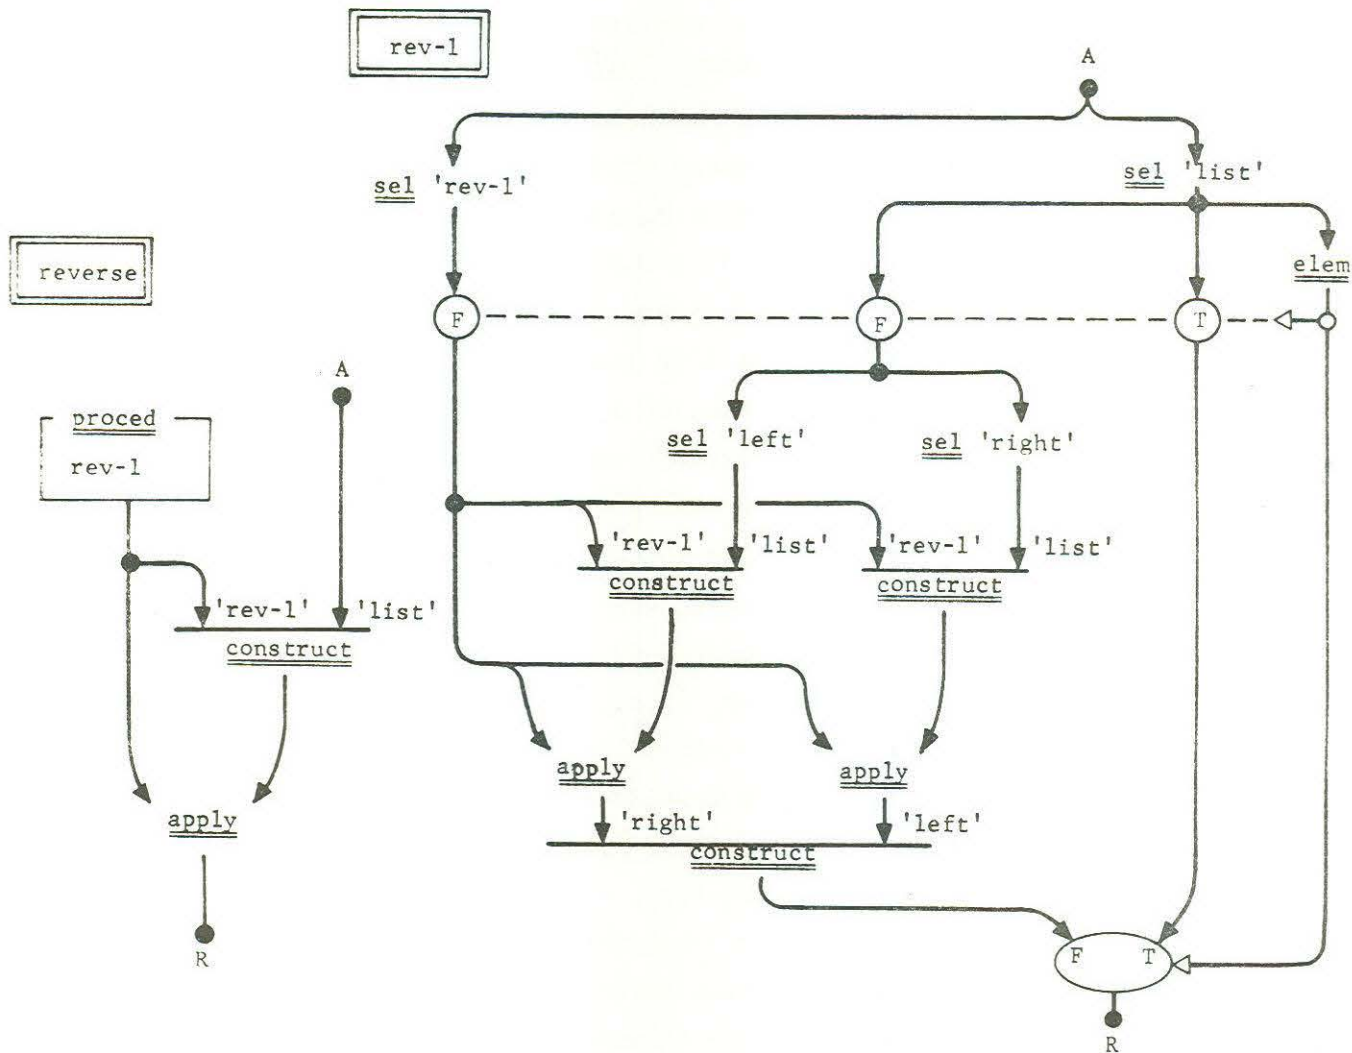 rev-1
A
sel 'rev-1'
sel 'list'
reverse
elem
F
F
T
A
proced
rev-1
sel 'left'
sel 'right'
'rev-1'
'list'
'rev-1'
'list'
construct
construct
'rev-1'
'list'
construct
apply
apply
'right'
'left'
apply
construct
R
F
T
R